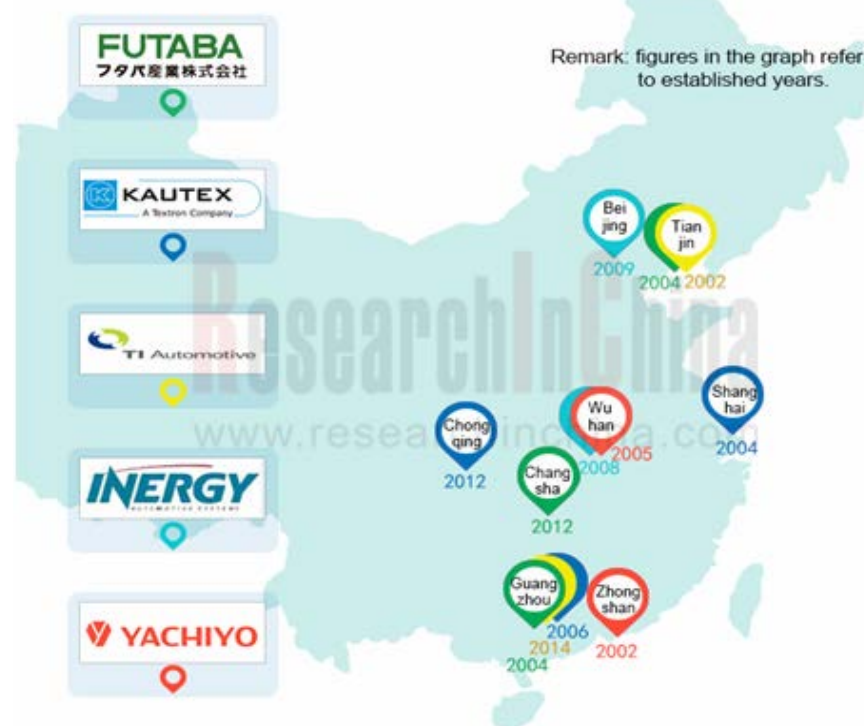 FUTABA
フタバ産業株式会社
Remark: figures in the graph refer
to established years.
KAUTEX
A Textron Company
Bei
jing
2009
Tian
jin
2004
2002
TI Automotive
ResearchInChina
www.researchinchina.com
Shang
hai
2004
Chong
qing
2012
Wu
han
2008
2005
Chang
sha
2012
INERGY
AUTOMOTIVE SYSTEMS
Guang
zhou
2006
2014
2004
Zhong
shan
2002
YACHIYO